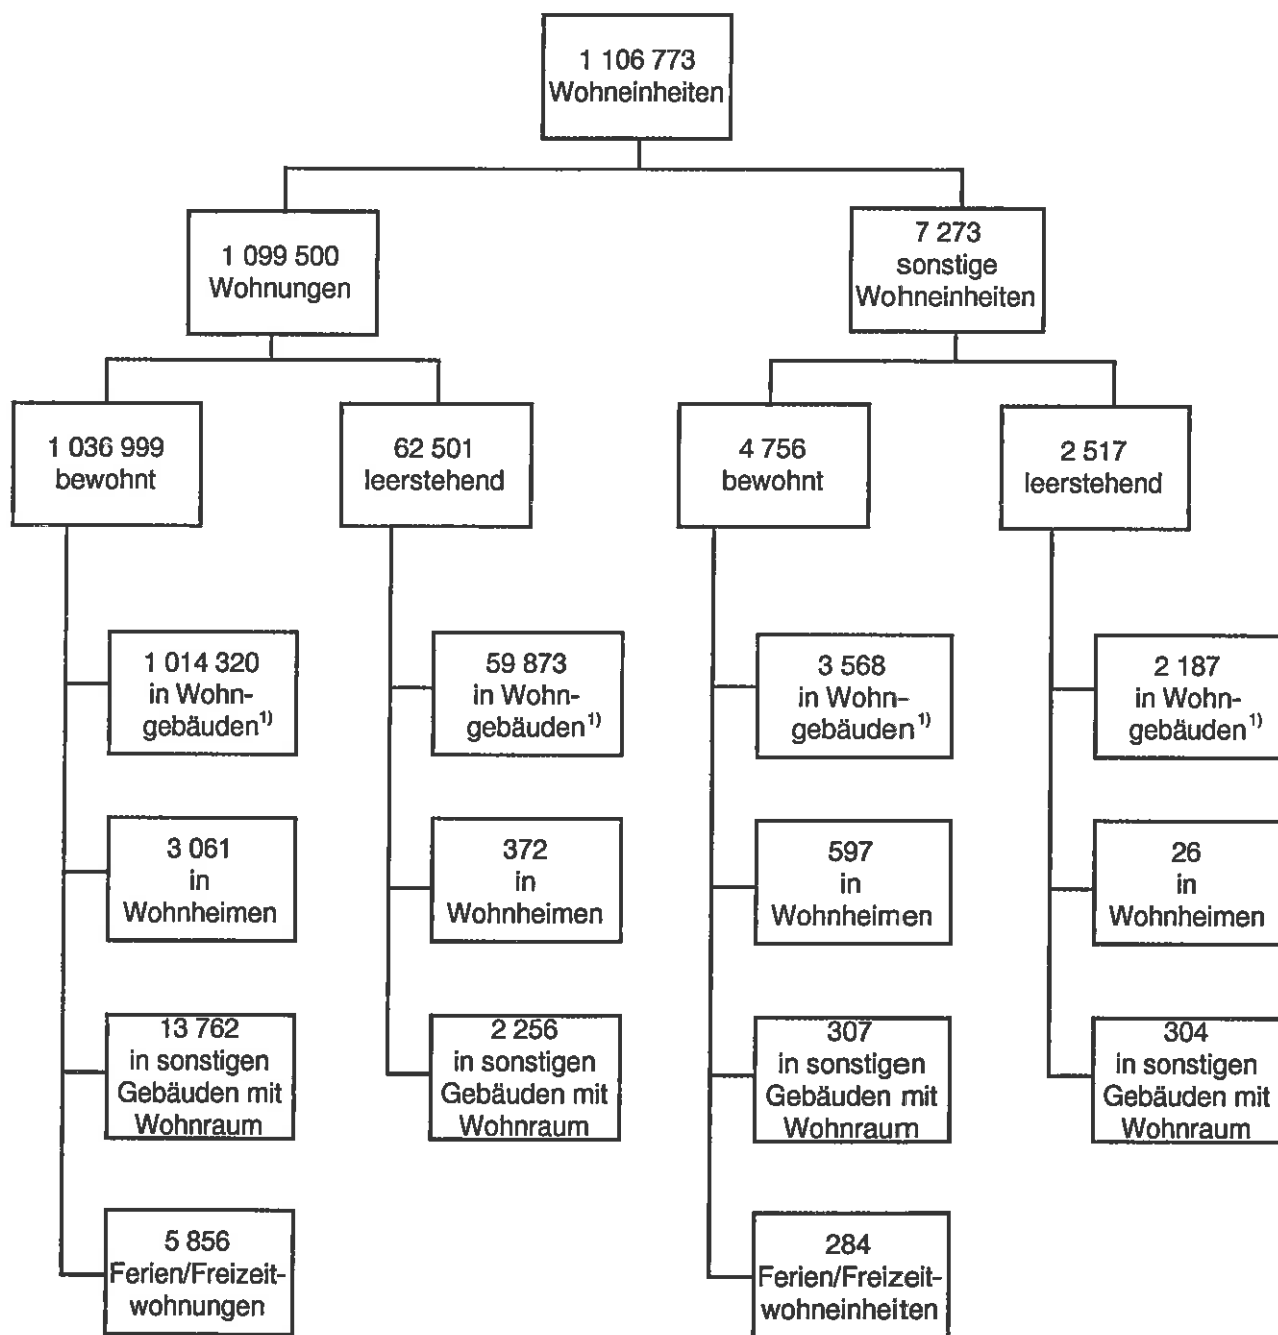 1 106 773
Wohneinheiten
1 099 500
Wohnungen
7 273
sonstige
Wohneinheiten
1 036 999
bewohnt
62 501
leerstehend
4 756
bewohnt
2 517
leerstehend
1 014 320
in Wohn-
gebäuden¹⁾
59 873
in Wohn-
gebäuden¹⁾
3 568
in Wohn-
gebäuden¹⁾
2 187
in Wohn-
gebäuden¹⁾
3 061
in
Wohnheimen
372
in
Wohnheimen
597
in
Wohnheimen
26
in
Wohnheimen
13 762
in sonstigen
Gebäuden mit
Wohnraum
2 256
in sonstigen
Gebäuden mit
Wohnraum
307
in sonstigen
Gebäuden mit
Wohnraum
304
in sonstigen
Gebäuden mit
Wohnraum
5 856
Ferien/Freizeit-
wohnungen
284
Ferien/Freizeit-
wohneinheiten